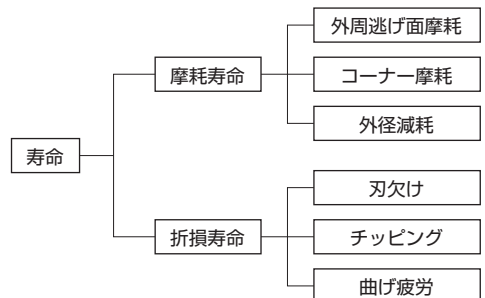 寿命
摩耗寿命
外周逃げ面摩耗
コーナー摩耗
外径減耗
折損寿命
刃欠け
チッピング
曲げ疲労